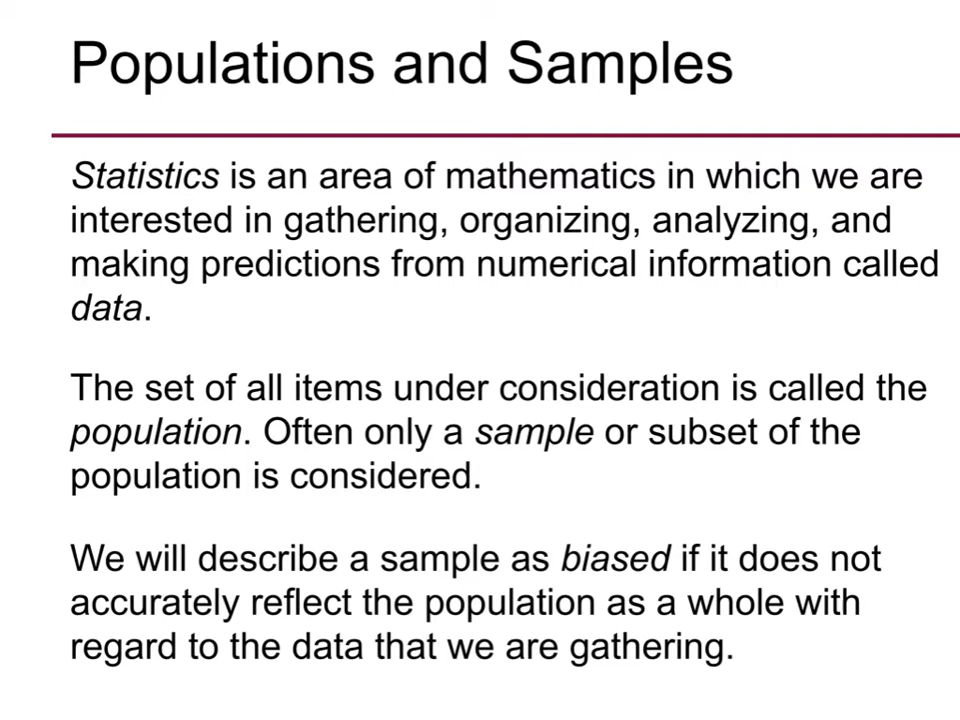 Populations and Samples
Statistics is an area of mathematics in which we are
interested in gathering, organizing, analyzing, and
making predictions from numerical information called
data.
The set of all items under consideration is called the
population. Often only a sample or subset of the
population is considered.
We will describe a sample as biased if it does not
accurately reflect the population as a whole with
regard to the data that we are gathering.